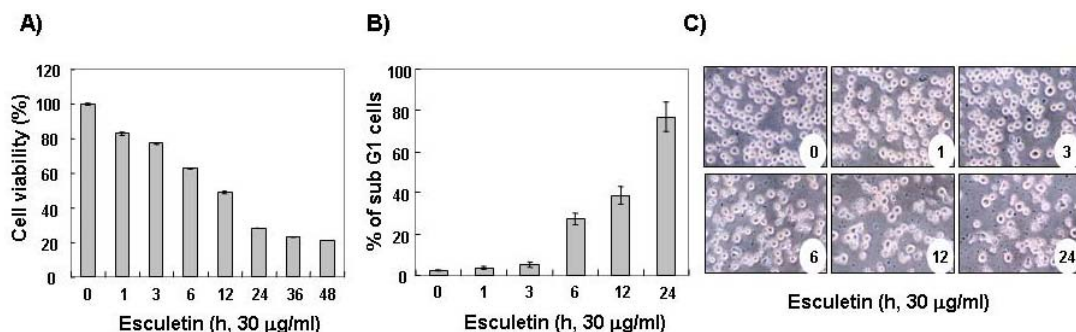 A)
Cell viability (%)
120
100
80
60
40
20
0
0 1 3 6 12 24 36 48
Esculetin (h, 30 µg/ml)
B)
% of sub G1 cells
100
80
60
40
20
0
0 1 3 6 12 24
Esculetin (h, 30 µg/ml)
C)
0 1 3
6 12 24
Esculetin (h, 30 µg/ml)